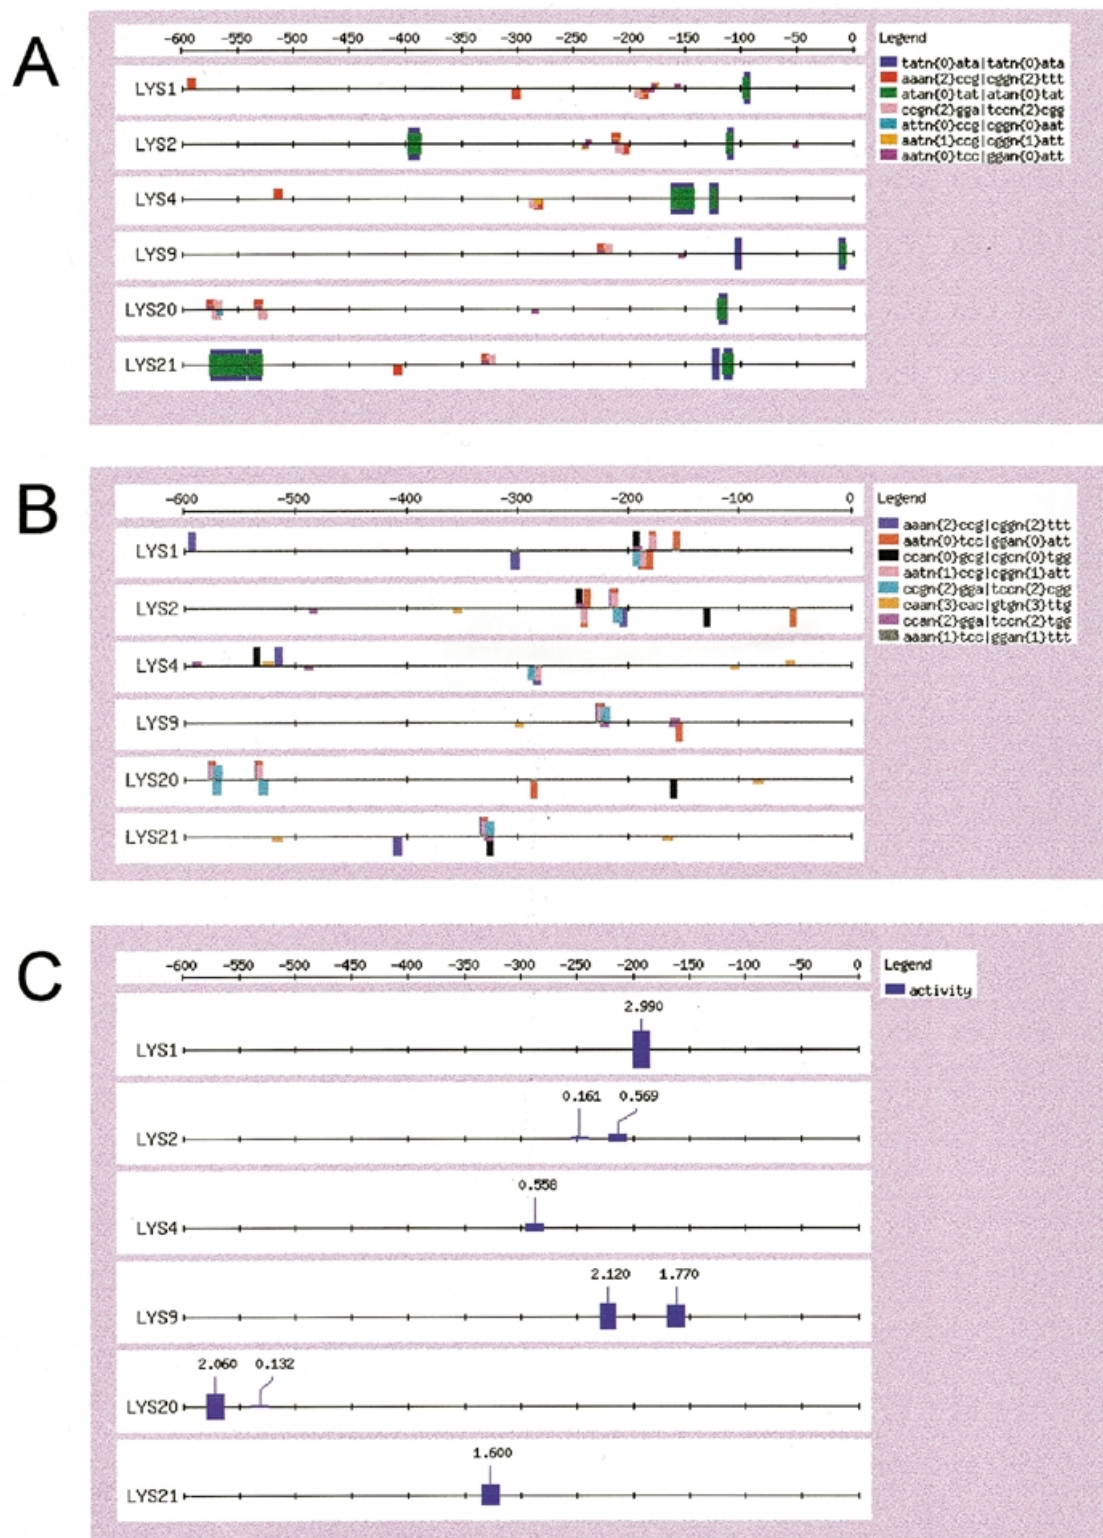 A
-600 -550 -500 -450 -400 -350 -300 -250 -200 -150 -100 -50 0
LYS1
LYS2
LYS4
LYS9
LYS20
LYS21
Legend
tatn{0}ata|tatn{0}ata
aaan{2}ccg|cggn{2}ttt
atan{0}tat|atan{0}tat
ccgn{2}gga|tccn{2}cgg
attn{0}ccg|cggn{0}aat
aatn{1}ccg|cggn{1}att
aatn{0}tcc|ggan{0}att
B
-600 -500 -400 -300 -200 -100 0
LYS1
LYS2
LYS4
LYS9
LYS20
LYS21
Legend
aaan{2}ccg|cggn{2}ttt
aatn{0}tcc|ggan{0}att
ccan{0}gcg|cgcn{0}tgg
aatn{1}ccg|cggn{1}att
ccgn{2}gga|tccn{2}cgg
caan{3}cac|gtgn{3}ttg
ccan{2}gga|tccn{2}tgg
aaan{1}tcc|ggan{1}ttt
C
-600 -550 -500 -450 -400 -350 -300 -250 -200 -150 -100 -50 0
Legend
activity
2.990
LYS1
0.161 0.569
LYS2
0.558
LYS4
2.120 1.770
LYS9
2.060 0.132
LYS20
1.600
LYS21